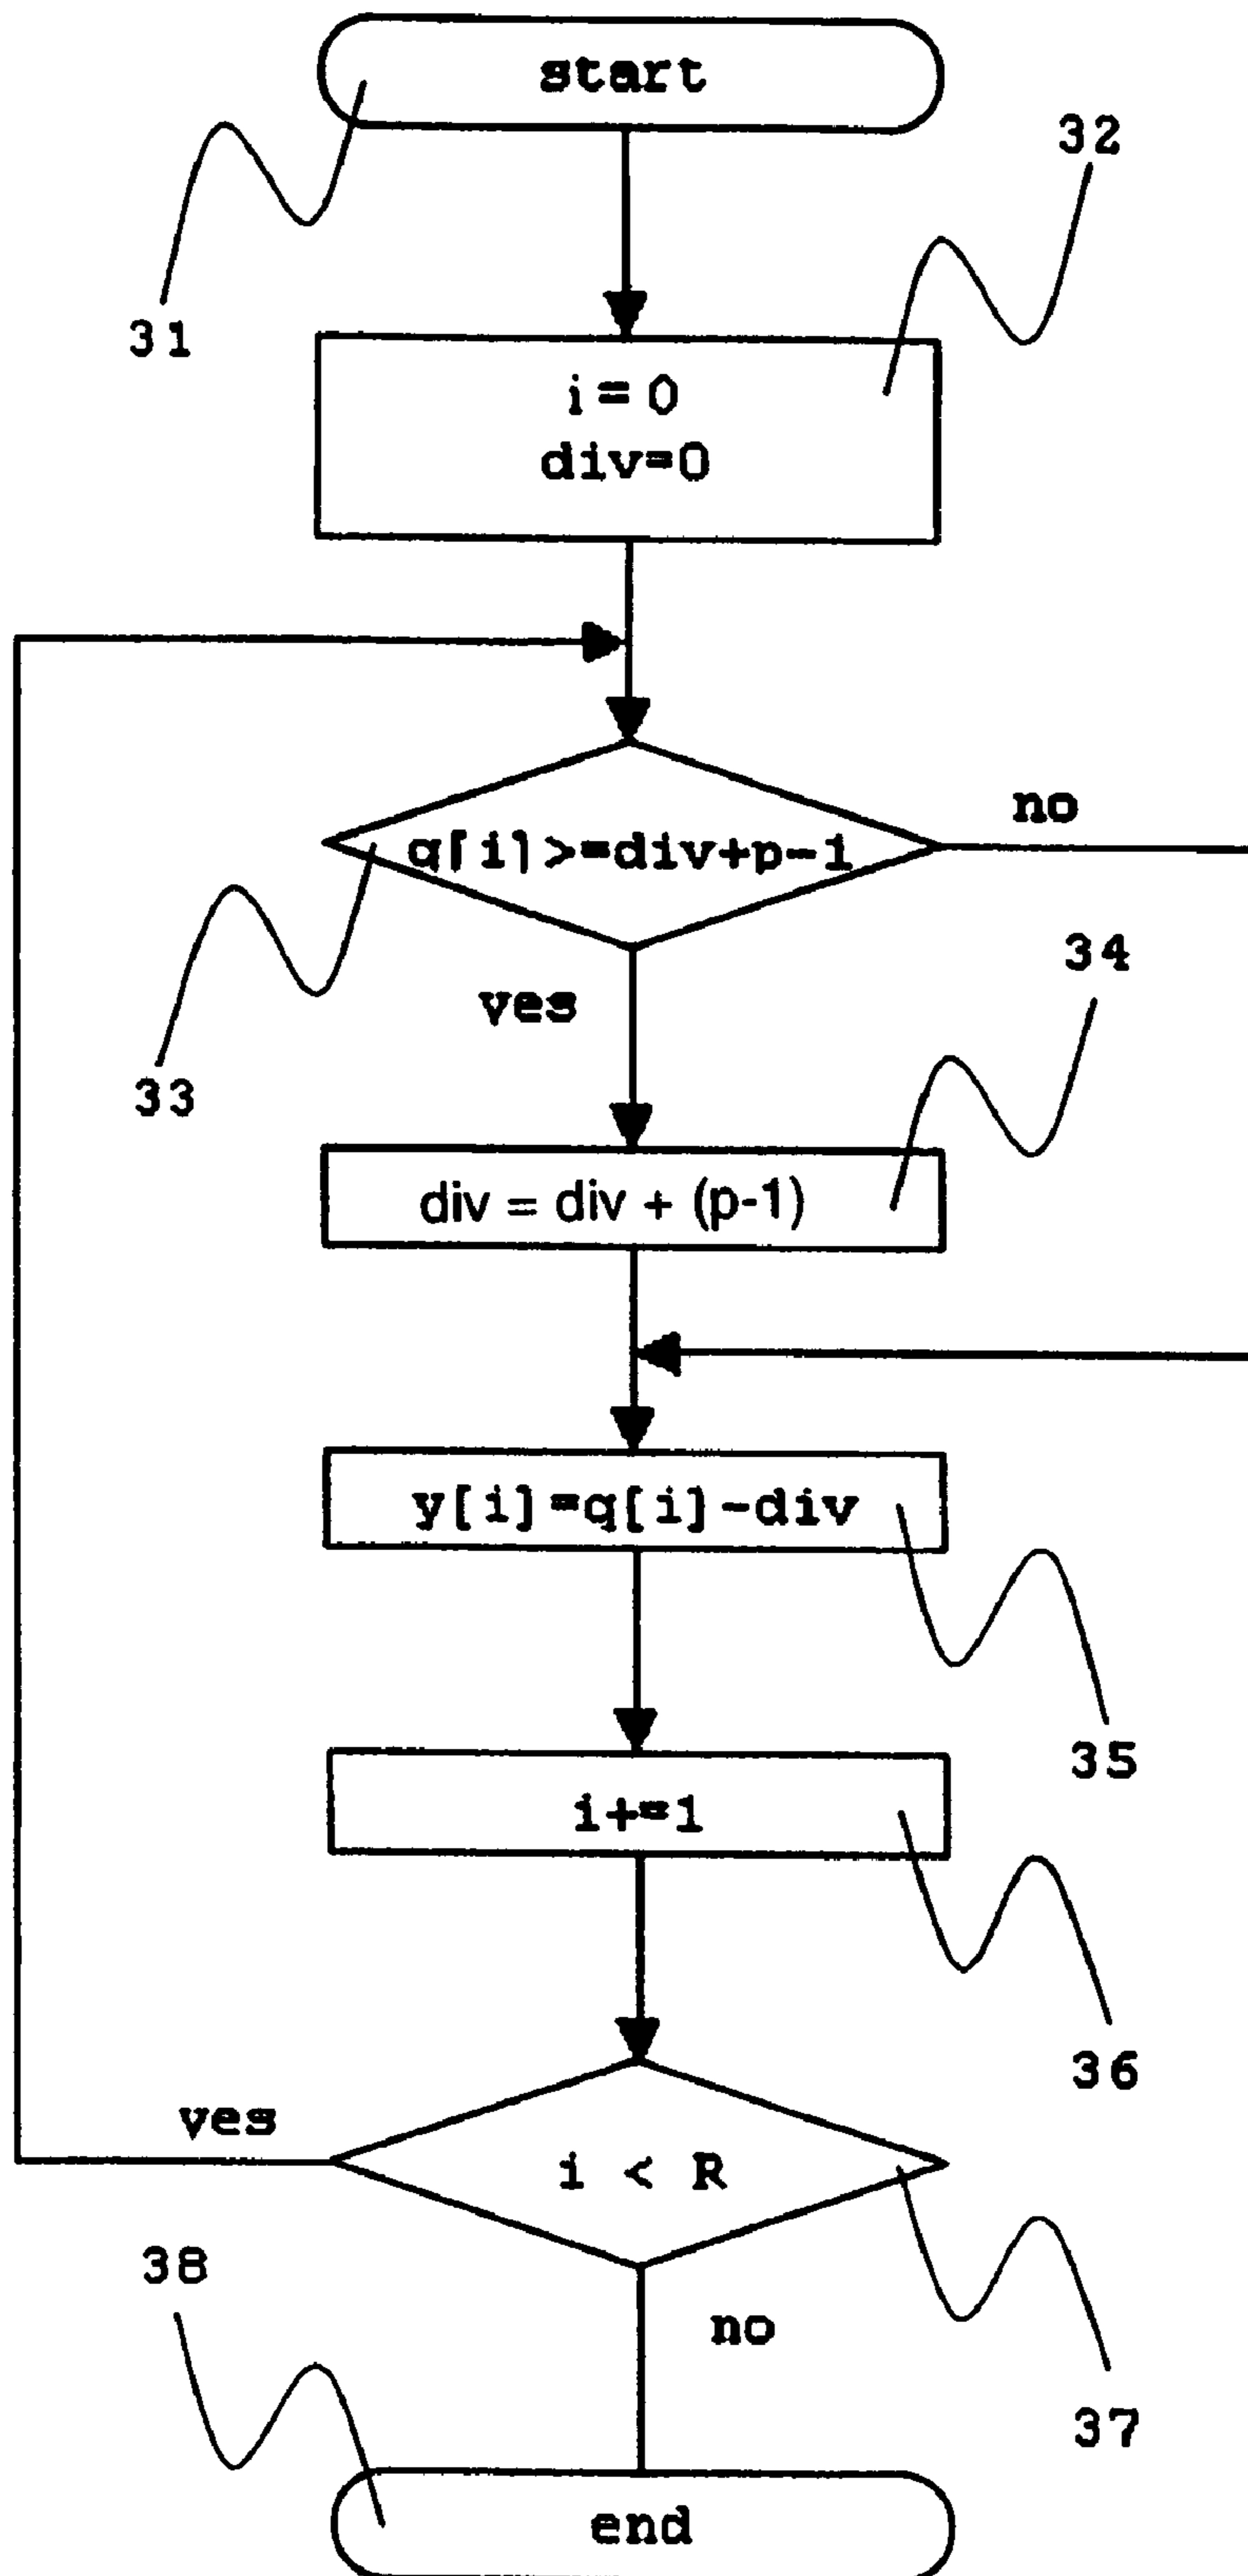 start
32
31
i = 0
div=0
q[i]>=div+p-1
no
34
yes
33
div = div + (p-1)
y[i]=q[i]-div
35
i+=1
36
yes
i < R
38
no
37
end